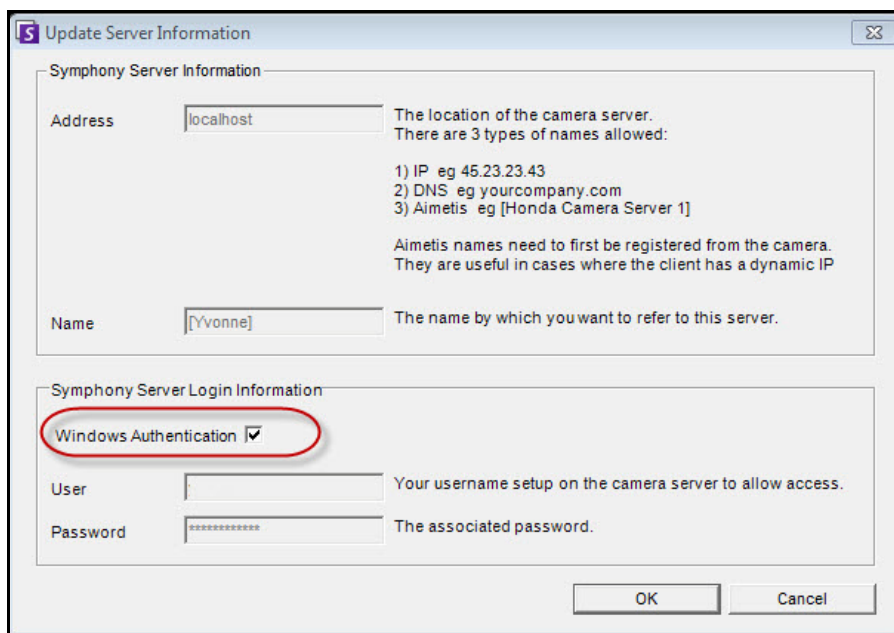 Update Server Information
Symphony Server Information
Address
localhost
The location of the camera server.
There are 3 types of names allowed:
1) IP eg 45.23.23.43
2) DNS eg yourcompany.com
3) Aimetis eg [Honda Camera Server 1]
Aimetis names need to first be registered from the camera.
They are useful in cases where the client has a dynamic IP
Name
[Yvonne]
The name by which you want to refer to this server.
Symphony Server Login Information
Windows Authentication
User
Your username setup on the camera server to allow access.
Password
************
The associated password.
OK
Cancel